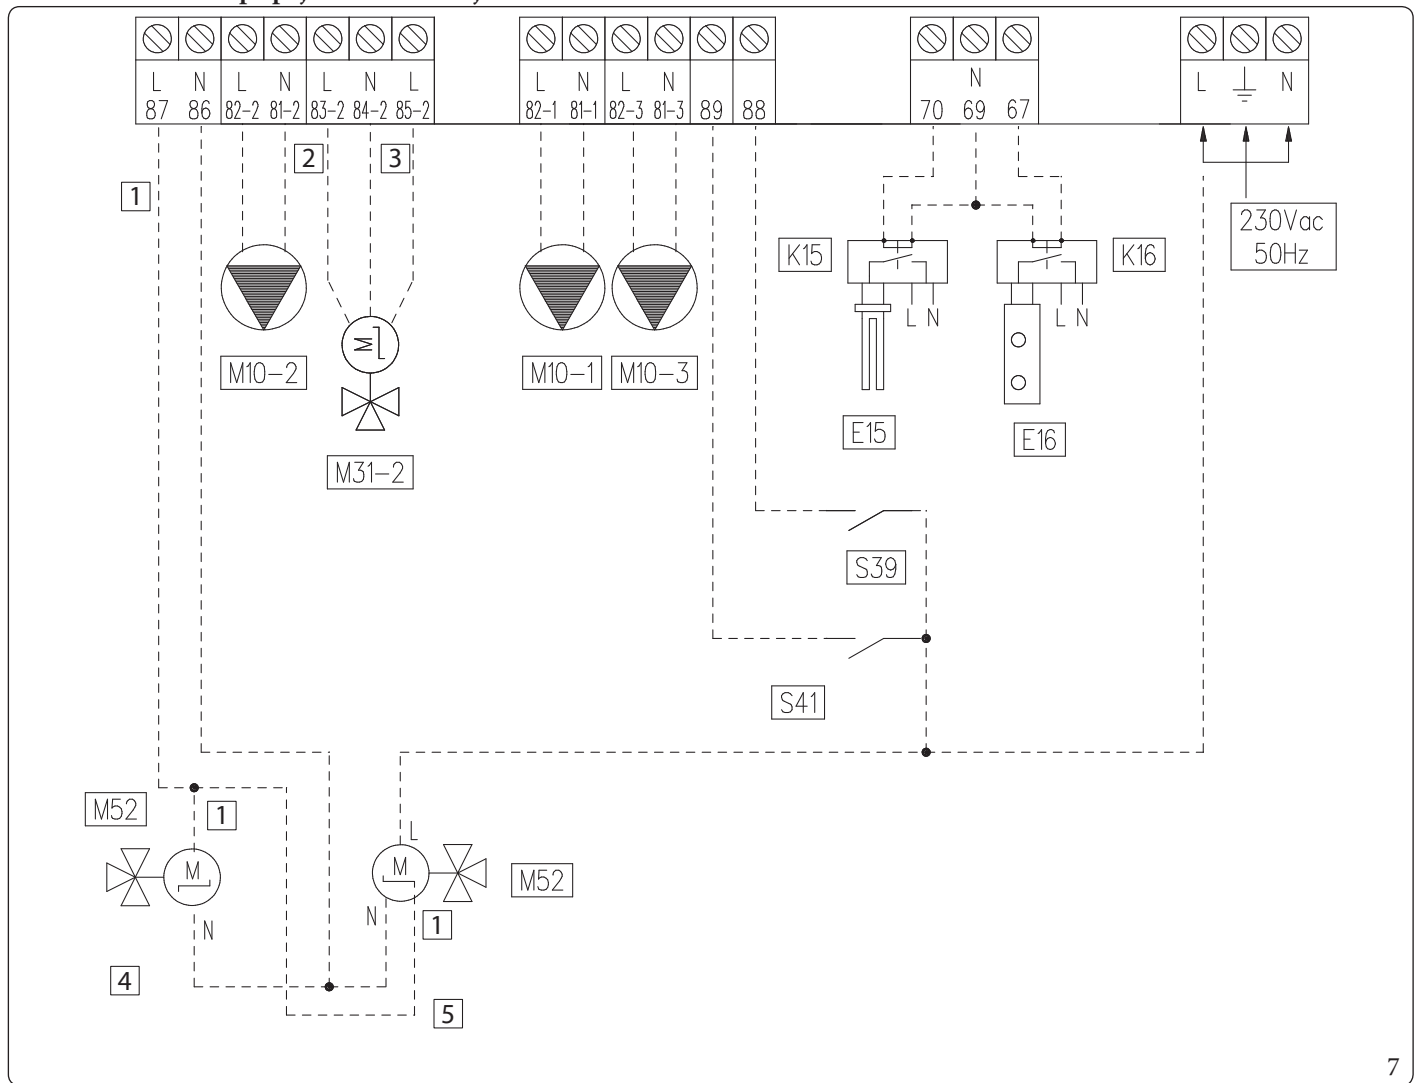 L N L N L N L
87 86 82-2 81-2 83-2 84-2 85-2
L N L N
82-1 81-1 82-3 81-3 89 88
N
70 69 67
L N
2
3
1
230Vac
50Hz
K15
K16
L N
L N
M
M10-2
M10-1
M10-3
M31-2
E15
E16
S39
S41
M52
1
L
M
M
M52
N
N
1
4
5
7